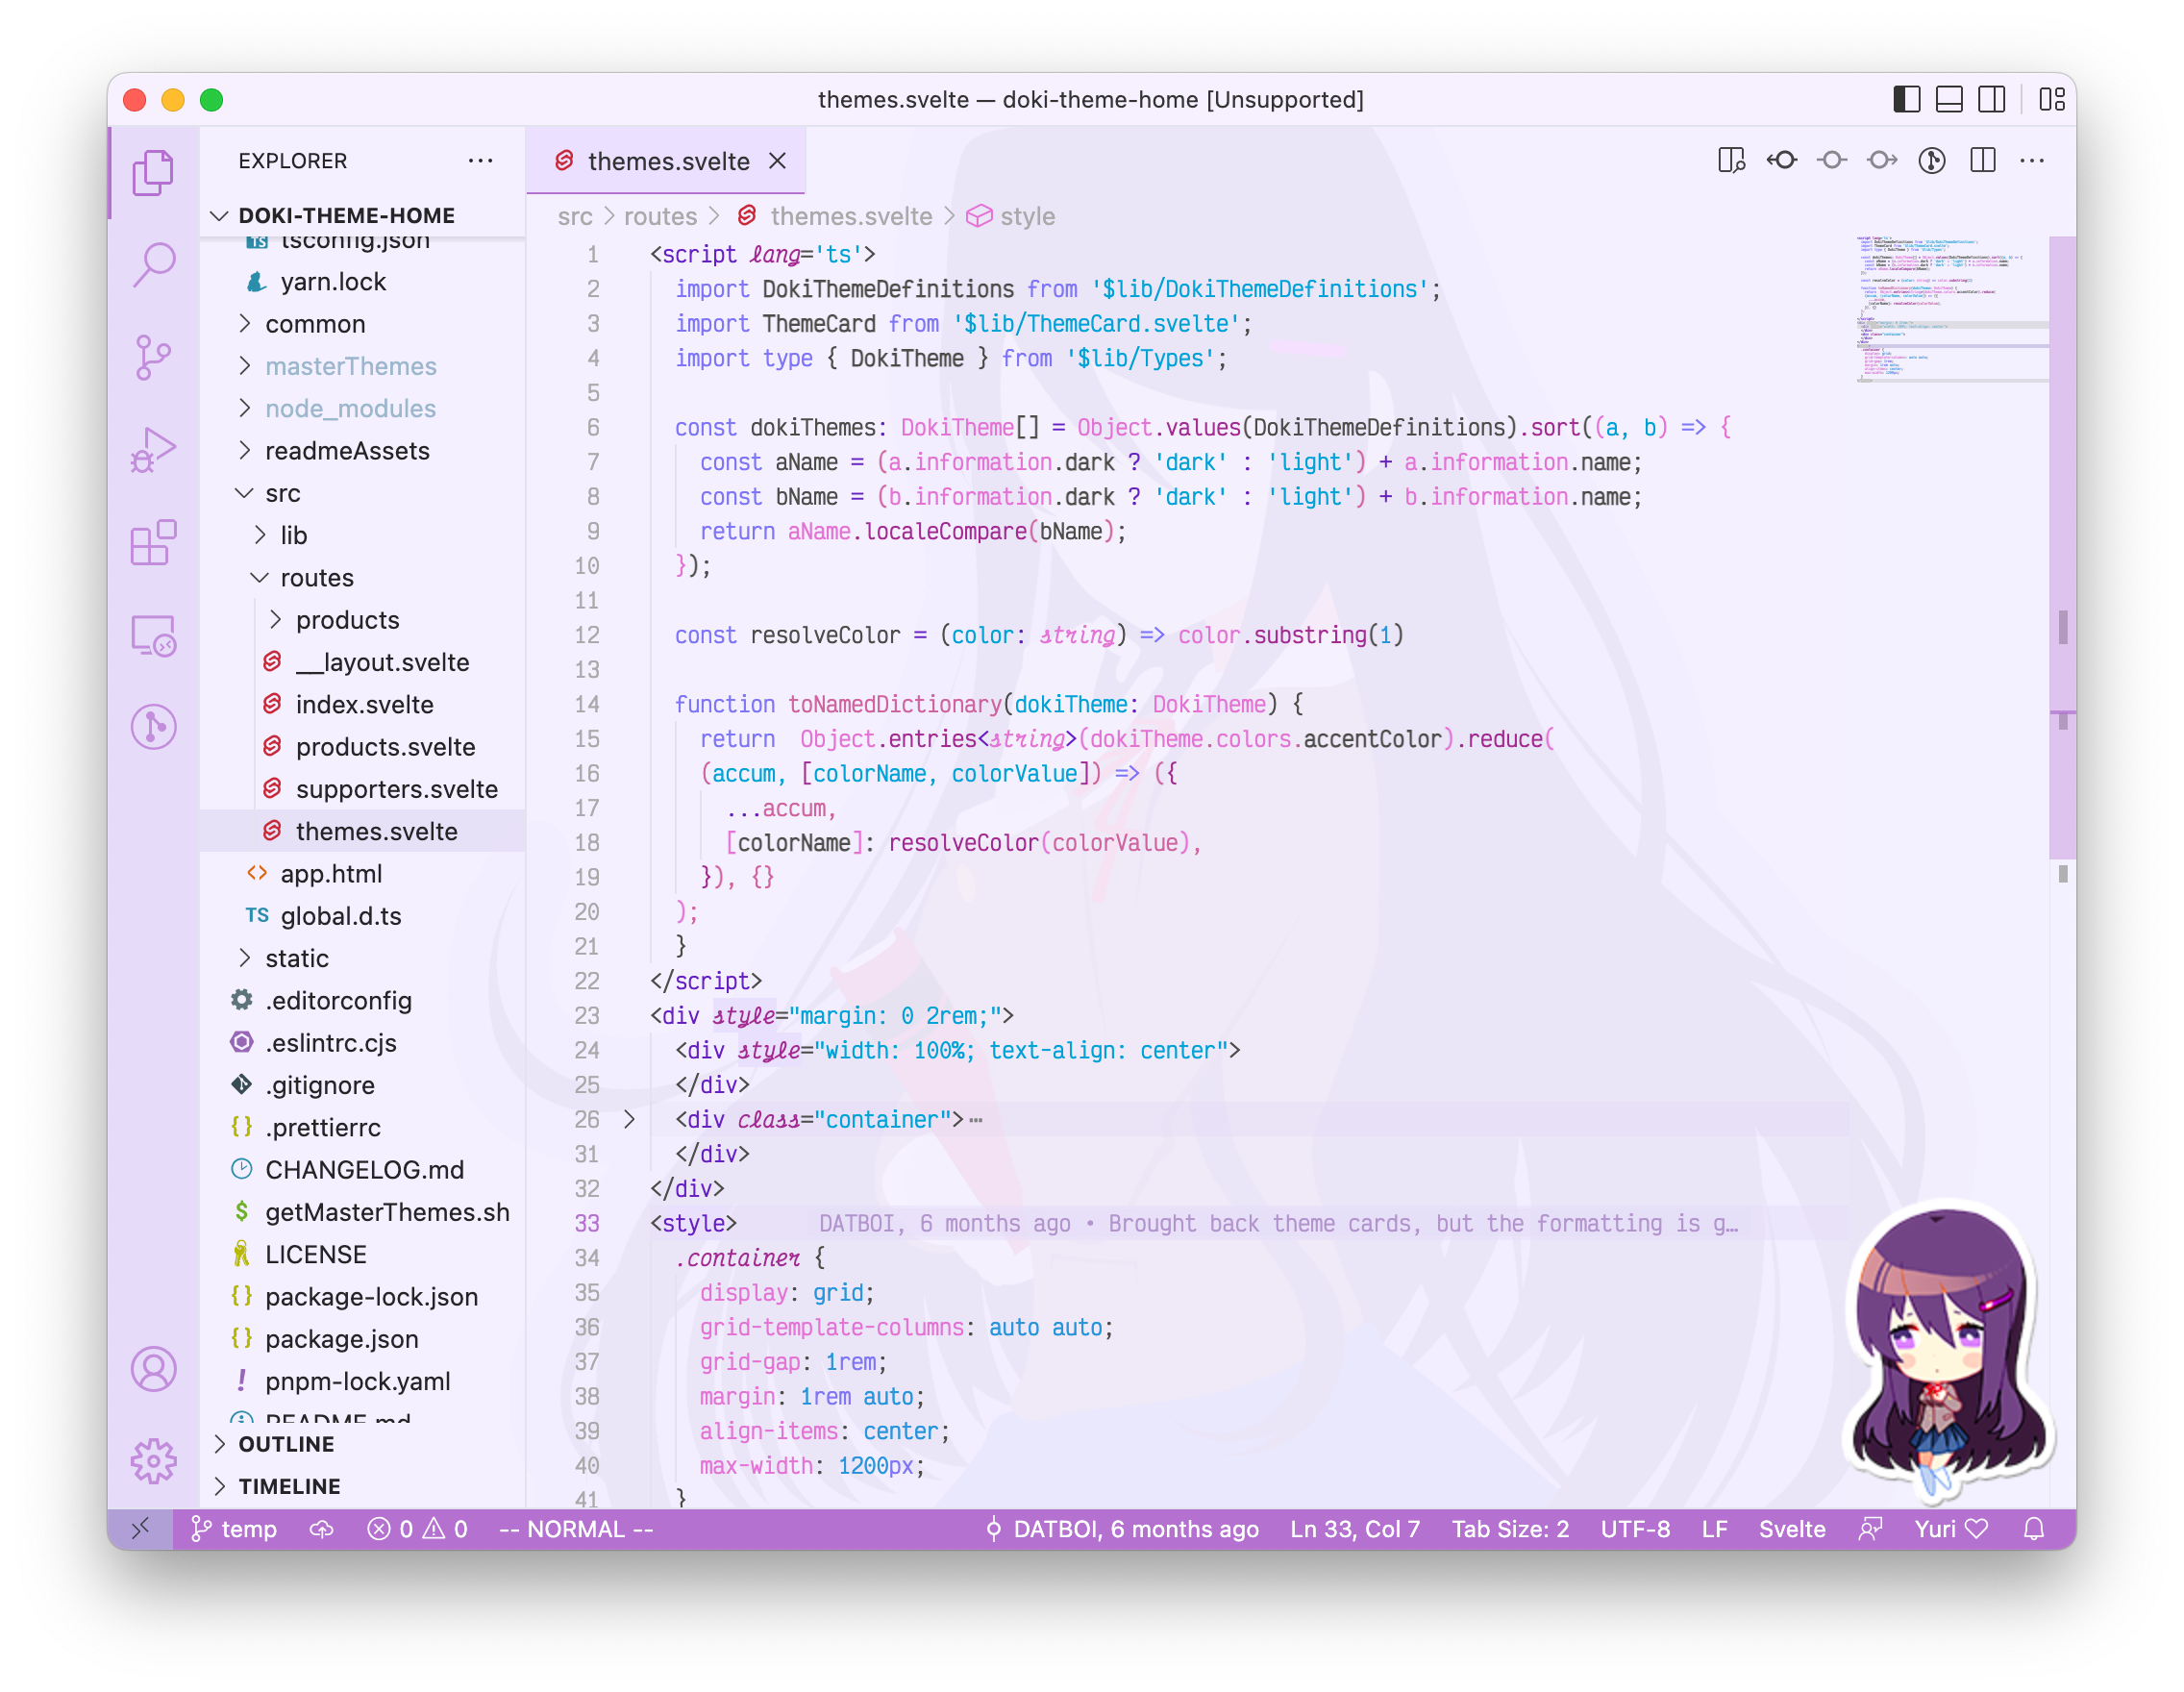 themes.svelte — doki-theme-home [Unsupported]
EXPLORER
DOKI-THEME-HOME
TS tsconfig.json
yarn.lock
common
masterThemes
node_modules
readmeAssets
src
lib
routes
products
__layout.svelte
index.svelte
products.svelte
supporters.svelte
themes.svelte
app.html
TS global.d.ts
static
.editorconfig
.eslintrc.cjs
.gitignore
{} .prettierrc
CHANGELOG.md
$ getMasterThemes.sh
LICENSE
{} package-lock.json
{} package.json
! pnpm-lock.yaml
README.md
OUTLINE
TIMELINE
themes.svelte
src > routes > themes.svelte > style
1 <script lang='ts'>
2 import DokiThemeDefinitions from '$lib/DokiThemeDefinitions';
3 import ThemeCard from '$lib/ThemeCard.svelte';
4 import type { DokiTheme } from '$lib/Types';
5
6 const dokiThemes: DokiTheme[] = Object.values(DokiThemeDefinitions).sort((a, b) => {
7 const aName = (a.information.dark ? 'dark' : 'light') + a.information.name;
8 const bName = (b.information.dark ? 'dark' : 'light') + b.information.name;
9 return aName.localeCompare(bName);
10 });
11
12 const resolveColor = (color: string) => color.substring(1)
13
14 function toNamedDictionary(dokiTheme: DokiTheme) {
15 return  Object.entries<string>(dokiTheme.colors.accentColor).reduce(
16 (accum, [colorName, colorValue]) => ({
17 ...accum,
18 [colorName]: resolveColor(colorValue),
19 }), {}
20 );
21 }
22 </script>
23 <div style="margin: 0 2rem;">
24 <div style="width: 100%; text-align: center">
25 </div>
26 <div class="container">⋯
31 </div>
32 </div>
33 <style> DATBOI, 6 months ago • Brought back theme cards, but the formatting is g…
34 .container {
35 display: grid;
36 grid-template-columns: auto auto;
37 grid-gap: 1rem;
38 margin: 1rem auto;
39 align-items: center;
40 max-width: 1200px;
41 }
temp 0 0 -- NORMAL -- DATBOI, 6 months ago Ln 33, Col 7 Tab Size: 2 UTF-8 LF Svelte Yuri ♡